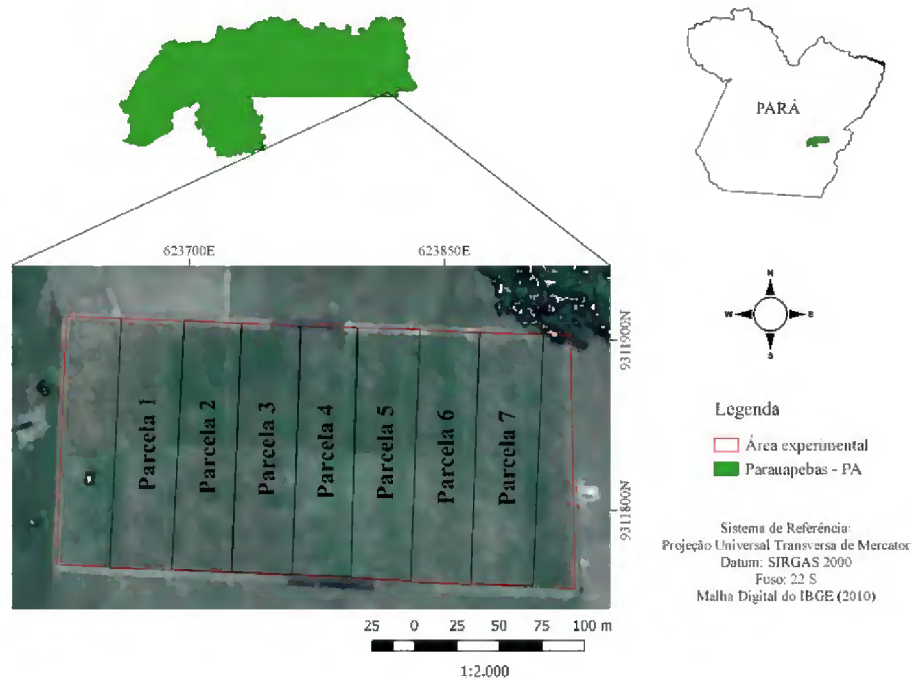 PARÁ
623700E
623850E
9311900N
9311800N
Parcela 1
Parcela 2
Parcela 3
Parcela 4
Parcela 5
Parcela 6
Parcela 7
N
W
E
S
Legenda
Área experimental
Parauapebas - PA
Sistema de Referência:
Projeção Universal Transversa de Mercator
Datum: SIRGAS 2000
Fuso: 22 S
Malha Digital do IBGE (2010)
25 0 25 50 75 100 m
1:2.000